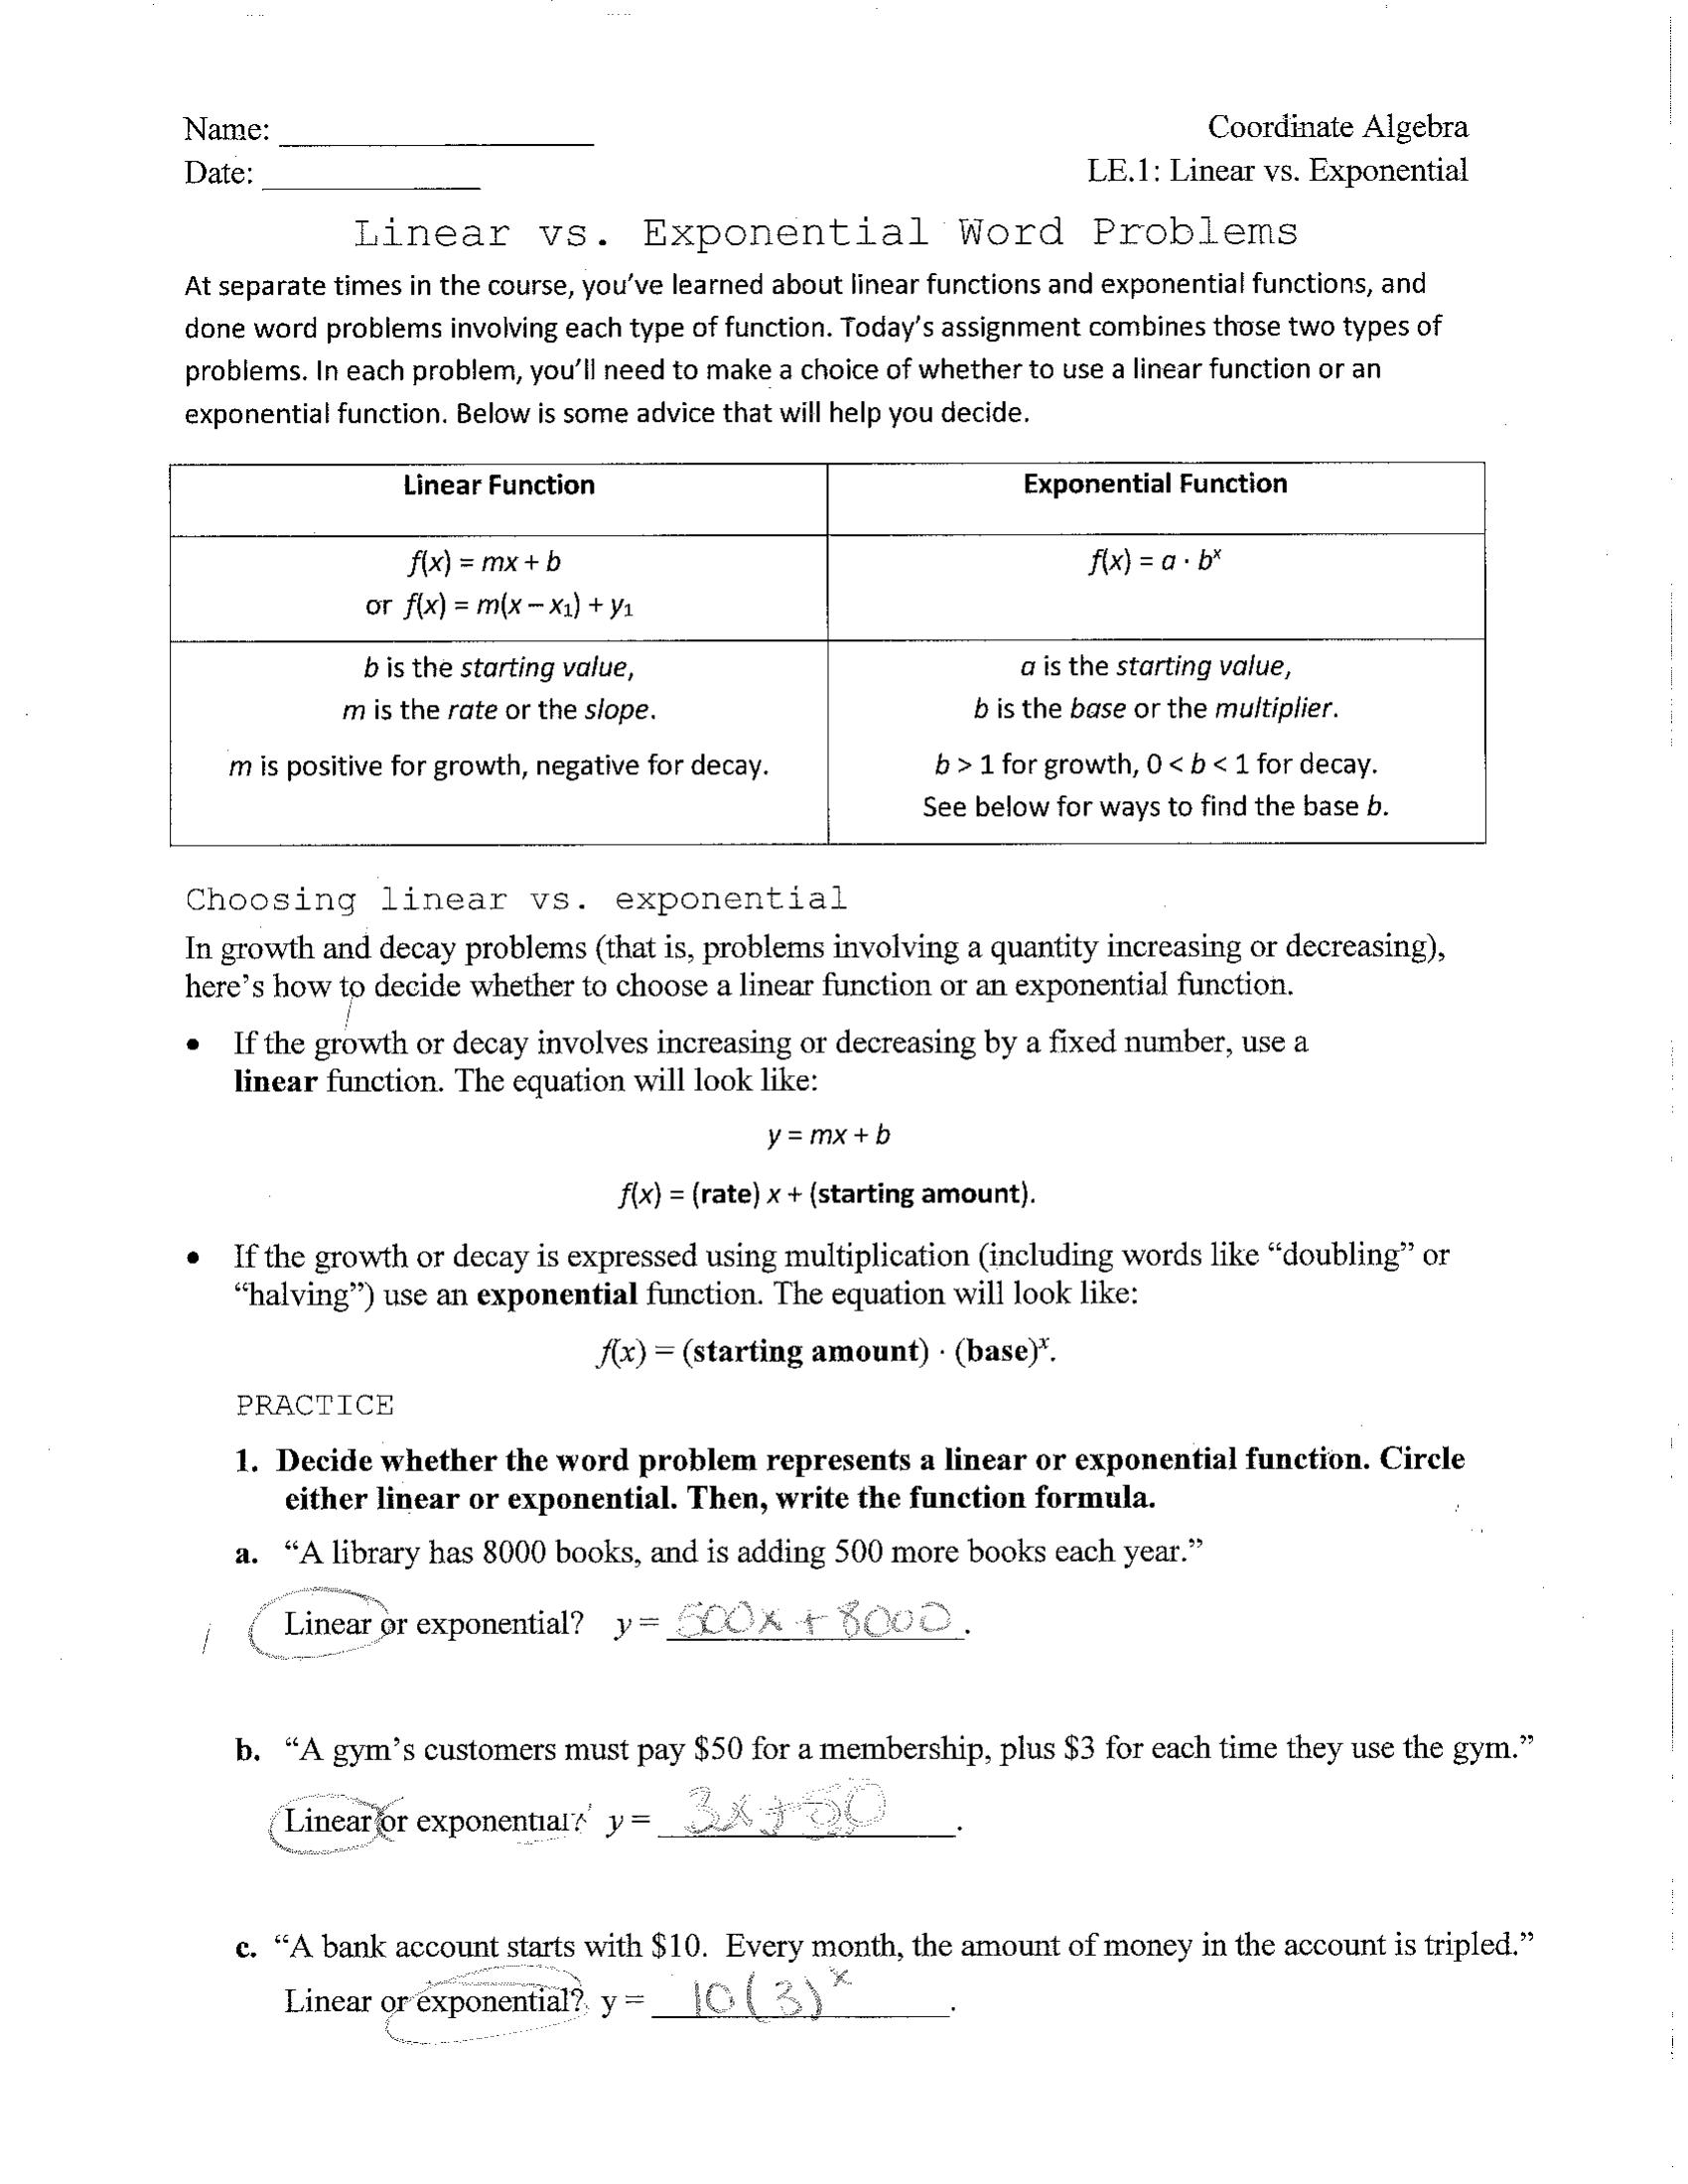 Name: ____________________
Date: ______________
Coordinate Algebra
LE.1: Linear vs. Exponential
Linear vs. Exponential Word Problems
At separate times in the course, you've learned about linear functions and exponential functions, and
done word problems involving each type of function. Today's assignment combines those two types of
problems. In each problem, you'll need to make a choice of whether to use a linear function or an
exponential function. Below is some advice that will help you decide.
Linear Function
Exponential Function
f(x) = mx + b
or f(x) = m(x – x₁) + y₁
f(x) = a · bˣ
b is the starting value,
m is the rate or the slope.
m is positive for growth, negative for decay.
a is the starting value,
b is the base or the multiplier.
b > 1 for growth, 0 < b < 1 for decay.
See below for ways to find the base b.
Choosing linear vs. exponential
In growth and decay problems (that is, problems involving a quantity increasing or decreasing),
here's how to decide whether to choose a linear function or an exponential function.
• If the growth or decay involves increasing or decreasing by a fixed number, use a
linear function. The equation will look like:
y = mx + b
f(x) = (rate) x + (starting amount).
• If the growth or decay is expressed using multiplication (including words like “doubling” or
“halving”) use an exponential function. The equation will look like:
f(x) = (starting amount) · (base)ˣ.
PRACTICE
1. Decide whether the word problem represents a linear or exponential function. Circle
either linear or exponential. Then, write the function formula.
a. “A library has 8000 books, and is adding 500 more books each year.”
Linear or exponential? y = 500x + 8000.
b. “A gym's customers must pay $50 for a membership, plus $3 for each time they use the gym.”
Linear or exponential? y = 3x + 50.
c. “A bank account starts with $10. Every month, the amount of money in the account is tripled.”
Linear or exponential? y = 10(3)ˣ.